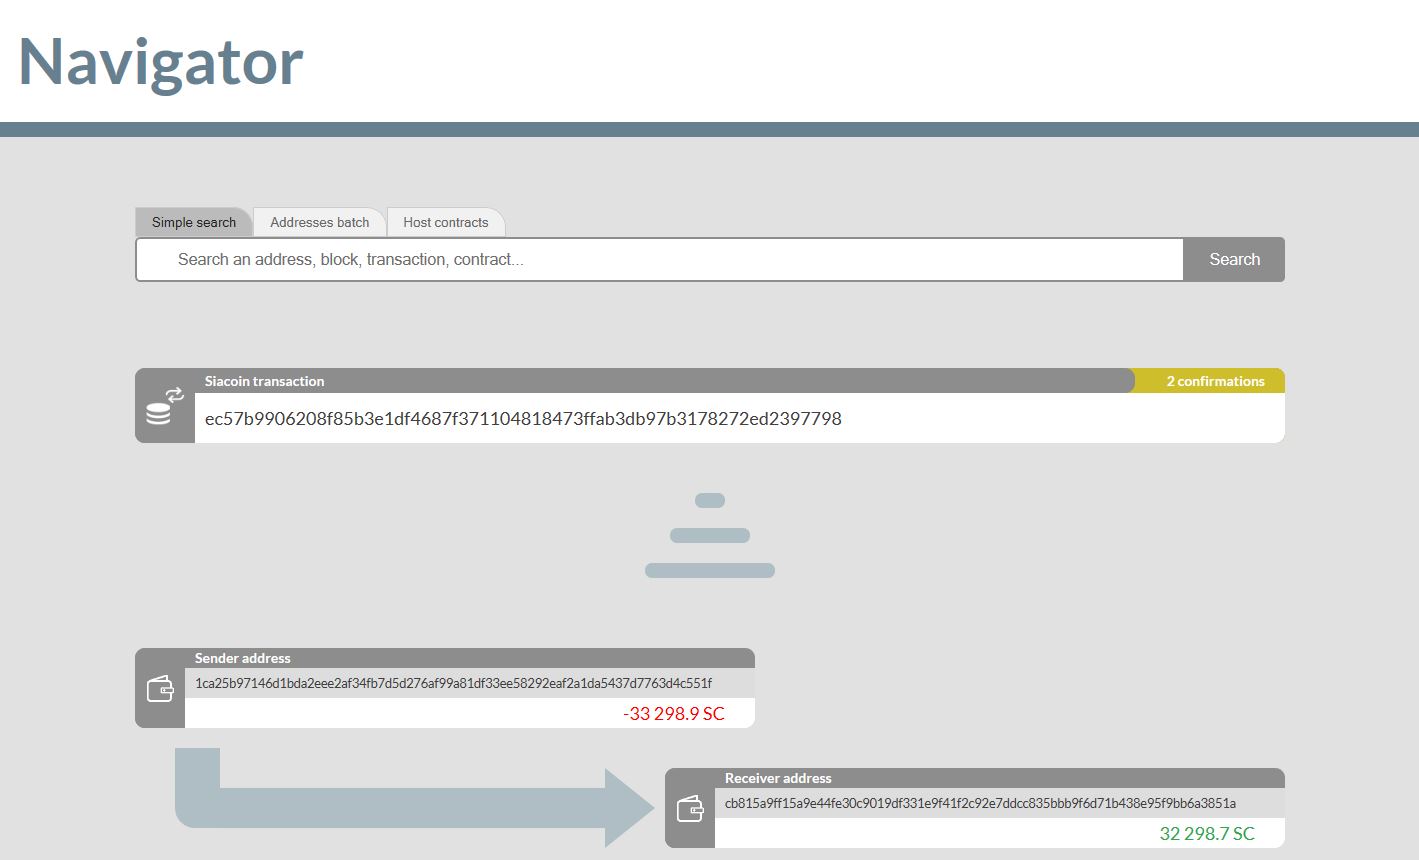 Navigator
Simple search Addresses batch Host contracts
Search an address, block, transaction, contract... Search
Siacoin transaction 2 confirmations
ec57b9906208f85b3e1df4687f371104818473ffab3db97b3178272ed2397798
Sender address
1ca25b97146d1bda2eee2af34fb7d5d276af99a81df33ee58292eaf2a1da5437d7763d4c551f
-33 298.9 SC
Receiver address
cb815a9ff15a9e44fe30c9019df331e9f41f2c92e7ddcc835bbb9f6d71b438e95f9bb6a3851a
32 298.7 SC